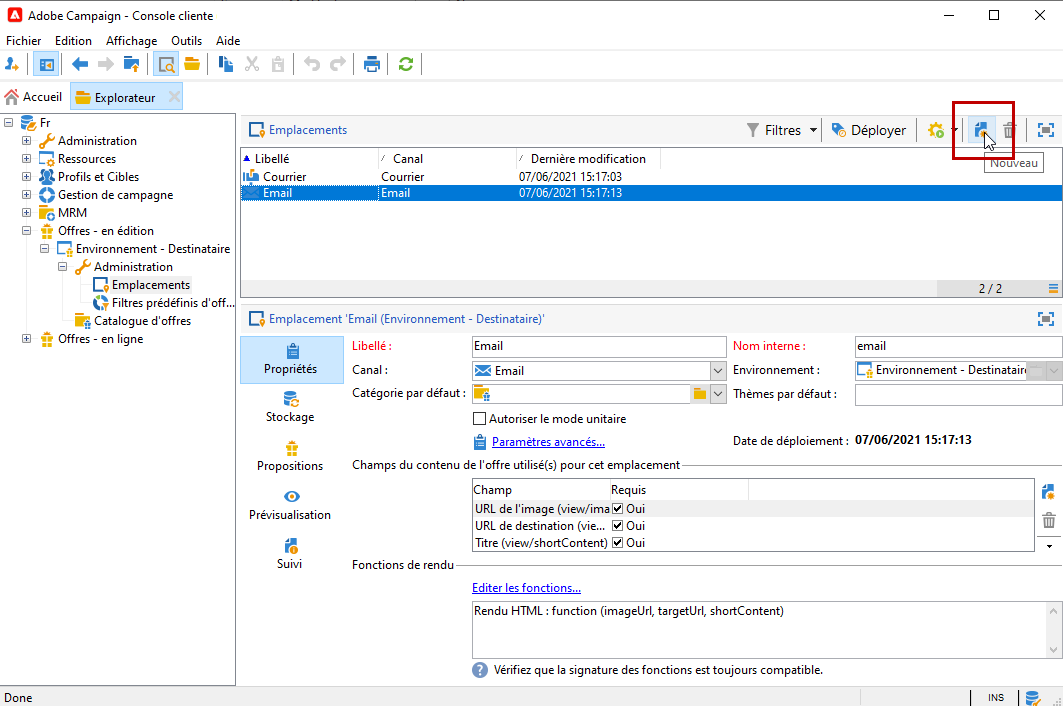 Adobe Campaign - Console cliente
Fichier Edition Affichage Outils Aide
Accueil Explorateur
Fr
Administration
Ressources
Profils et Cibles
Gestion de campagne
MRM
Offres - en édition
Environnement - Destinataire
Administration
Emplacements
Filtres prédéfinis d'off...
Catalogue d'offres
Offres - en ligne
Emplacements Filtres Déployer
Nouveau
Libellé Canal Dernière modification
Courrier Courrier 07/06/2021 15:17:03
Email Email 07/06/2021 15:17:13
2 / 2
Emplacement 'Email (Environnement - Destinataire)'
Propriétés
Stockage
Propositions
Prévisualisation
Suivi
Libellé : Email Nom interne : email
Canal : Email Environnement : Environnement - Destinatair
Catégorie par défaut : Thèmes par défaut :
Autoriser le mode unitaire
Paramètres avancés... Date de déploiement : 07/06/2021 15:17:13
Champs du contenu de l'offre utilisé(s) pour cet emplacement
Champ Requis
URL de l'image (view/ima Oui
URL de destination (vie... Oui
Titre (view/shortContent) Oui
Fonctions de rendu
Editer les fonctions...
Rendu HTML : function (imageUrl, targetUrl, shortContent)
Vérifiez que la signature des fonctions est toujours compatible.
Done INS